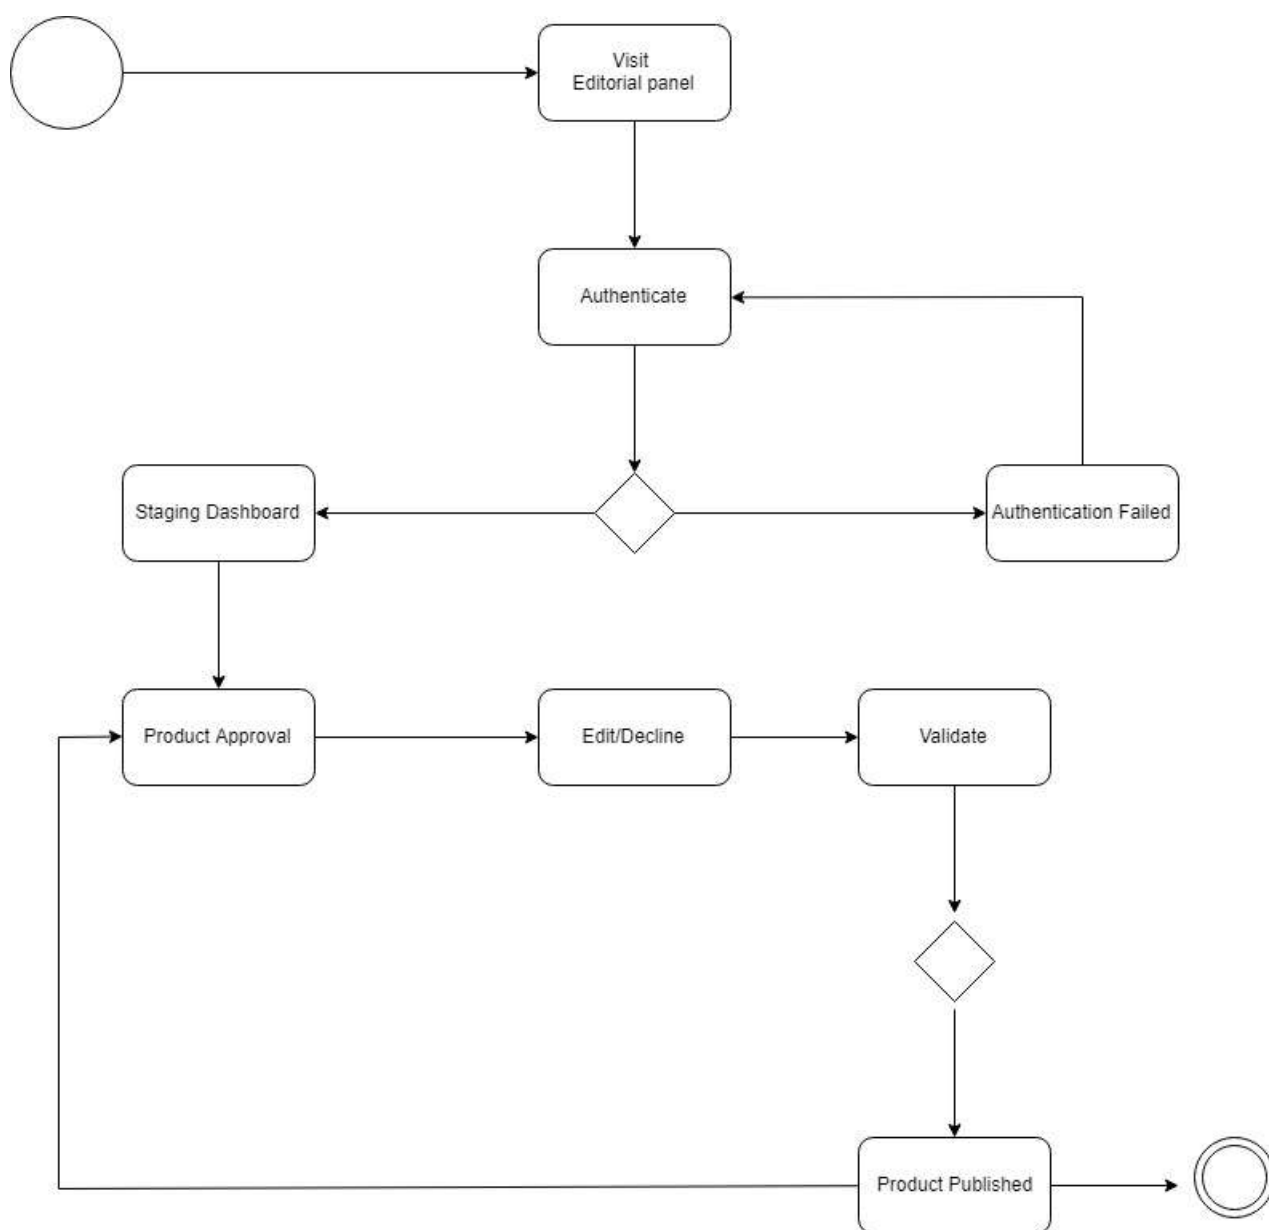 Visit
Editorial panel
Authenticate
Staging Dashboard
Authentication Failed
Product Approval
Edit/Decline
Validate
Product Published